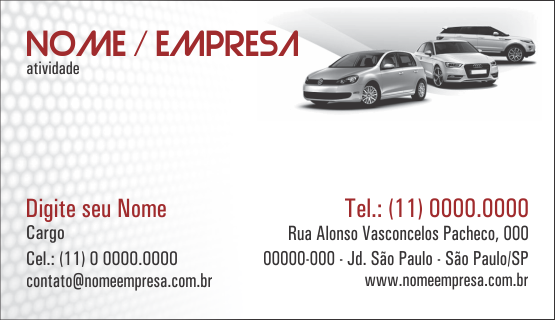 NOME / EMPRESA
atividade
Digite seu Nome
Cargo
Cel.: (11) 0 0000.0000
contato@nomeempresa.com.br
Tel.: (11) 0000.0000
Rua Alonso Vasconcelos Pacheco, 000
00000-000 - Jd. São Paulo - São Paulo/SP
www.nomeempresa.com.br